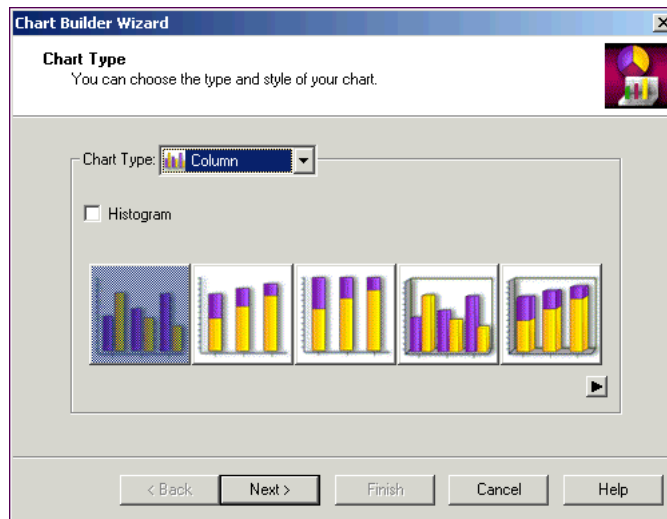 Chart Builder Wizard
Chart Type
You can choose the type and style of your chart.
Chart Type: Column
Histogram
< Back Next > Finish Cancel Help